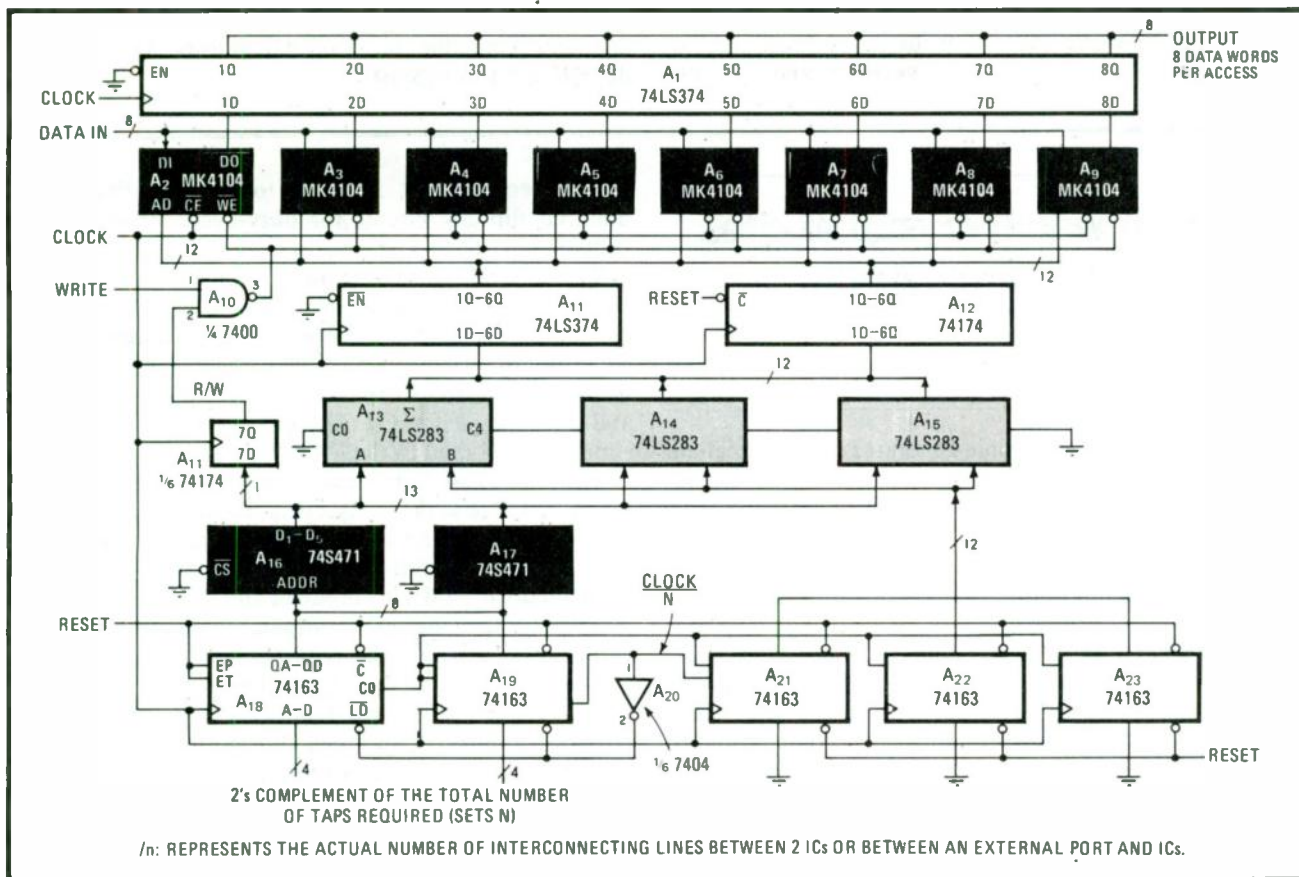 8
OUTPUT
8 DATA WORDS
PER ACCESS
EN 1Q 2Q 3Q 4Q A1 5Q 6Q 7Q 8Q
74LS374
CLOCK
1D 2D 3D 4D 5D 6D 7D 8D
DATA IN 8
DI DO
A2 MK4104
AD CE WE
A3 MK4104
A4 MK4104
A5 MK4104
A6 MK4104
A7 MK4104
A8 MK4104
A9 MK4104
CLOCK
12 12
WRITE
1 A10 3
2
¼ 7400
EN 1Q-6Q A11
1D-6D 74LS374
RESET C 1Q-6Q A12
1D-6Q 74174
R/W
12
7Q
7D
A11
1/6 74174
1
C0 A13 Σ C4
74LS283
A B
A14
74LS283
A15
74LS283
13
12
D1-D5
CS A16 74S471
ADDR
A17
74S471
8
CLOCK
N
RESET
EP QA-QD C
ET 74163 CO
A18 A-D LD
A19
74163
1
A20
2
1/6 7404
A21
74163
A22
74163
A23
74163
RESET
4 4
2's COMPLEMENT OF THE TOTAL NUMBER
OF TAPS REQUIRED (SETS N)
/n: REPRESENTS THE ACTUAL NUMBER OF INTERCONNECTING LINES BETWEEN 2 ICs OR BETWEEN AN EXTERNAL PORT AND ICs.